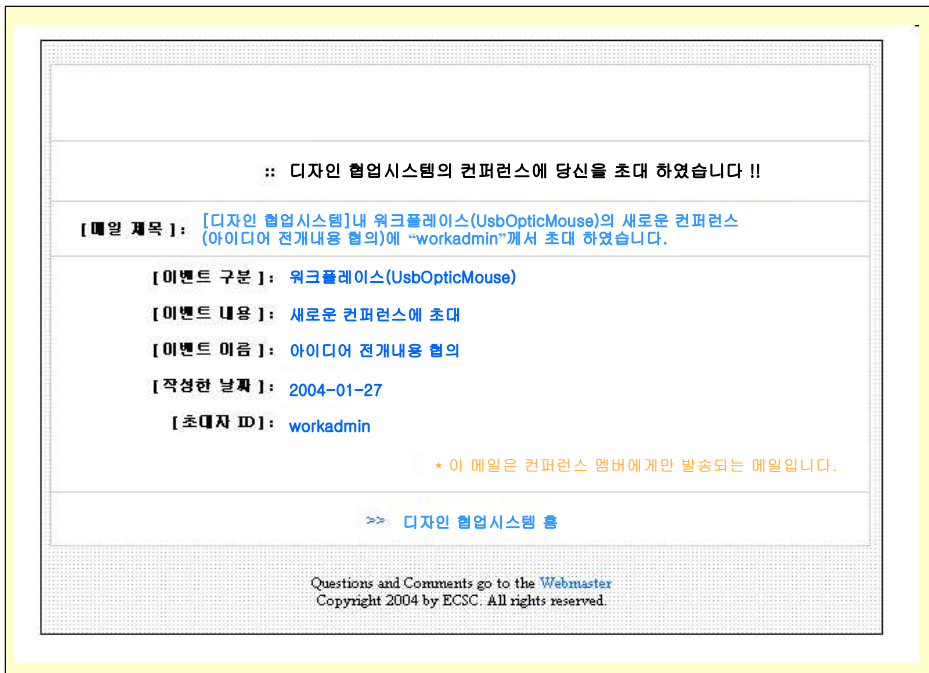 :: 디자인 협업시스템의 컨퍼런스에 당신을 초대 하였습니다 !!
[메일 제목 ]: [디자인 협업시스템]내 워크플레이스(UsbOpticMouse)의 새로운 컨퍼런스
(아이디어 전개내용 협의)에 “workadmin”께서 초대 하였습니다.
[이벤트 구분 ]: 워크플레이스(UsbOpticMouse)
[이벤트 내용 ]: 새로운 컨퍼런스에 초대
[이벤트 이름 ]: 아이디어 전개내용 협의
[작성한 날짜 ]: 2004-01-27
[초대자 ID]: workadmin
* 이 메일은 컨퍼런스 멤버에게만 발송되는 메일입니다.
>> 디자인 협업시스템 홈
Questions and Comments go to the Webmaster
Copyright 2004 by ECSC. All rights reserved.